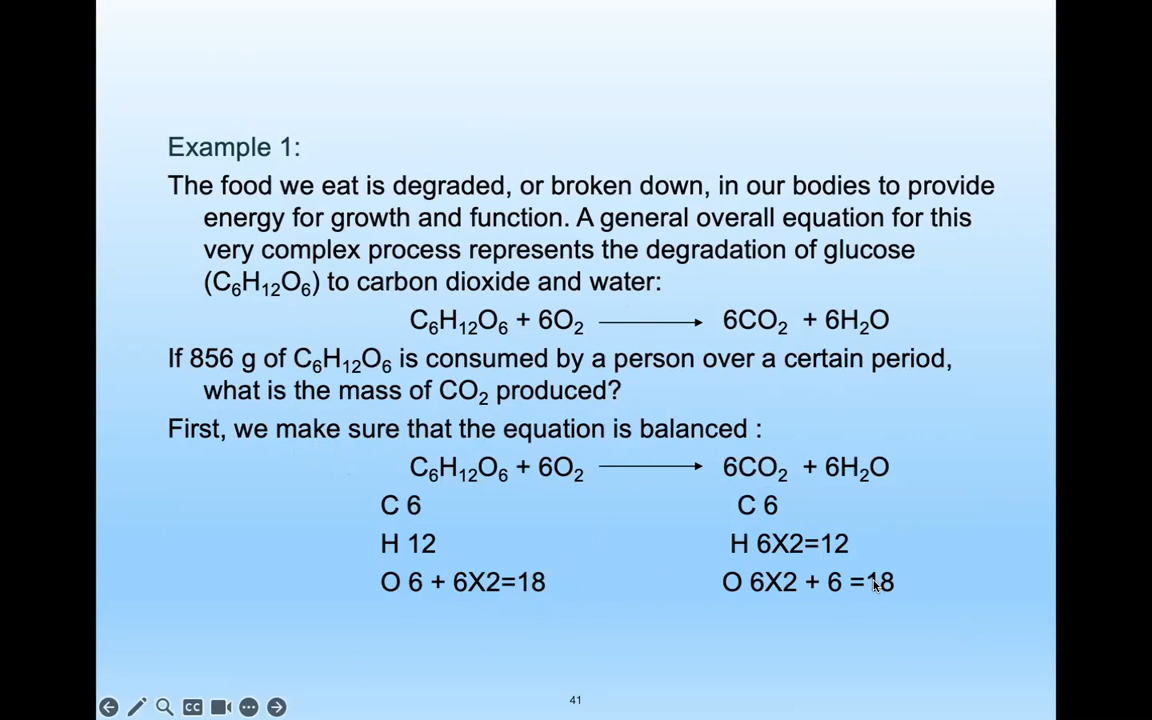 Example 1:
The food we eat is degraded, or broken down, in our bodies to provide
energy for growth and function. A general overall equation for this
very complex process represents the degradation of glucose
(C₆H₁₂O₆) to carbon dioxide and water:
C₆H₁₂O₆ + 6O₂ ⟶ 6CO₂ + 6H₂O
If 856 g of C₆H₁₂O₆ is consumed by a person over a certain period,
what is the mass of CO₂ produced?
First, we make sure that the equation is balanced :
C₆H₁₂O₆ + 6O₂ ⟶ 6CO₂ + 6H₂O
C 6 C 6
H 12 H 6X2=12
O 6 + 6X2=18 O 6X2 + 6 =18
CC
41